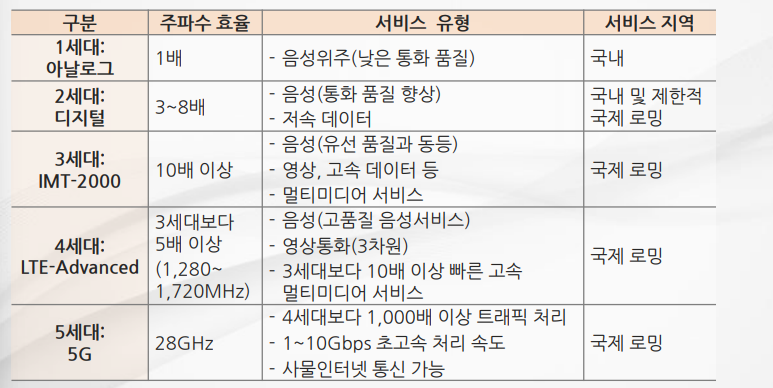 구분 주파수 효율 서비스 유형 서비스 지역
1세대:
아날로그
1배
- 음성위주(낮은 통화 품질)
국내
2세대:
디지털
3~8배
- 음성(통화 품질 향상)
- 저속 데이터
국내 및 제한적
국제 로밍
3세대:
IMT-2000
10배 이상
- 음성(유선 품질과 동등)
- 영상, 고속 데이터 등
- 멀티미디어 서비스
국제 로밍
4세대:
LTE-Advanced
3세대보다
5배 이상
(1,280~
1,720MHz)
- 음성(고품질 음성서비스)
- 영상통화(3차원)
- 3세대보다 10배 이상 빠른 고속
멀티미디어 서비스
국제 로밍
5세대:
5G
28GHz
- 4세대보다 1,000배 이상 트래픽 처리
- 1~10Gbps 초고속 처리 속도
- 사물인터넷 통신 가능
국제 로밍